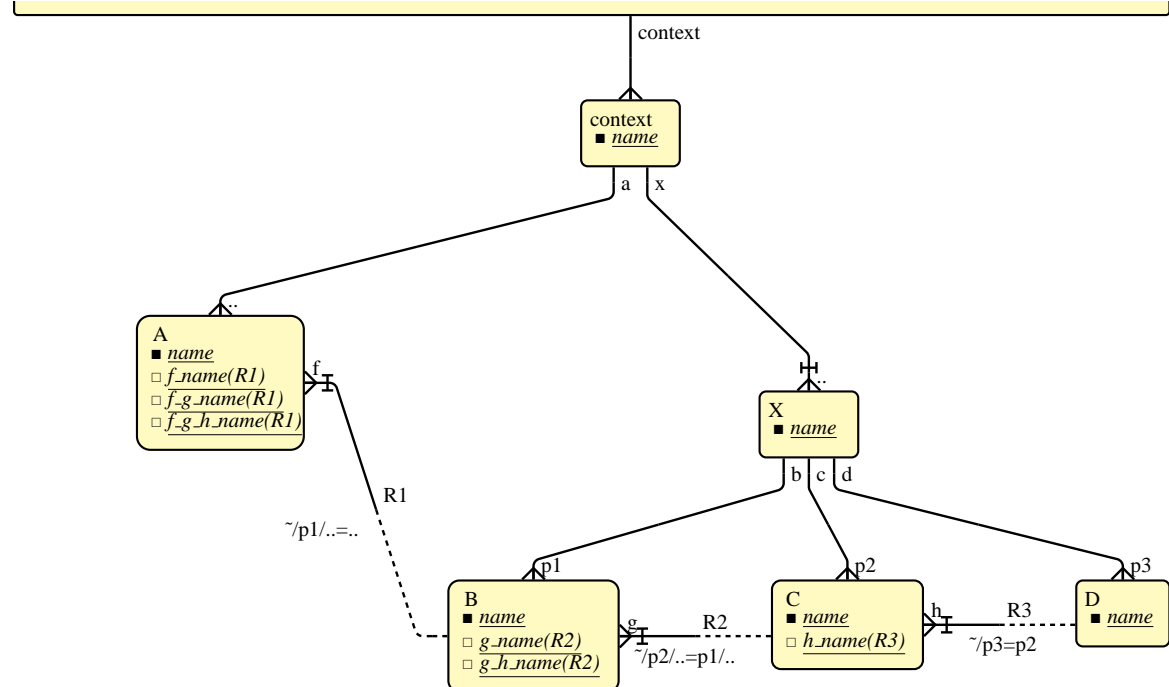 context
context
■ name
a
x
..
A
■ name
□ f_name(R1)
□ f_g_name(R1)
□ f_g_h_name(R1)
f
R1
~/p1/..=..
..
X
■ name
b
c
d
p1
p2
p3
B
■ name
□ g_name(R2)
□ g_h_name(R2)
g
R2
~/p2/..=p1/..
C
■ name
□ h_name(R3)
h
R3
~/p3=p2
D
■ name